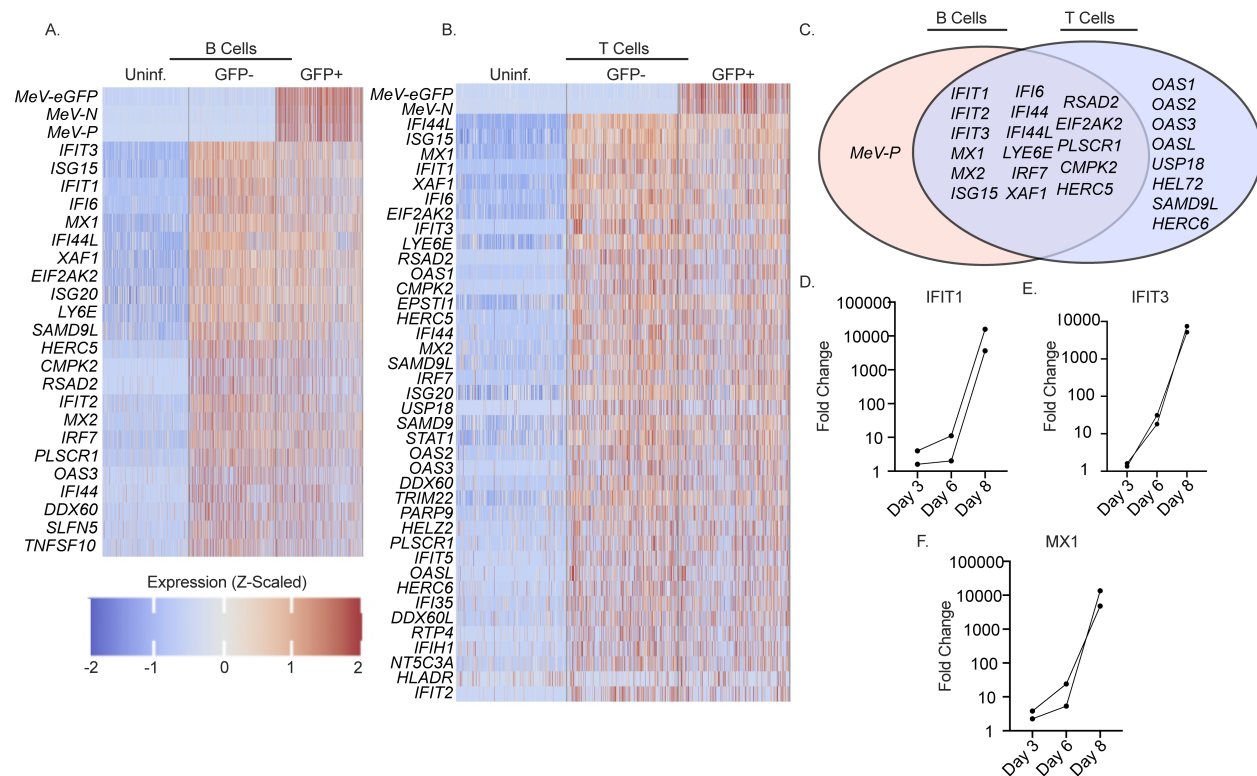 A.
B Cells
Uninf. GFP- GFP+
MeV-eGFP
MeV-N
MeV-P
IFIT3
ISG15
IFIT1
IFI6
MX1
IFI44L
XAF1
EIF2AK2
ISG20
LY6E
SAMD9L
HERC5
CMPK2
RSAD2
IFIT2
MX2
IRF7
PLSCR1
OAS3
IFI44
DDX60
SLFN5
TNFSF10
Expression (Z-Scaled)
-2 -1 0 1 2
B.
T Cells
Uninf. GFP- GFP+
MeV-eGFP
MeV-N
IFI44L
ISG15
MX1
IFIT1
XAF1
IFI6
EIF2AK2
IFIT3
LYE6E
RSAD2
OAS1
CMPK2
EPSTI1
HERC5
IFI44
MX2
SAMD9L
IRF7
ISG20
USP18
SAMD9
STAT1
OAS2
OAS3
DDX60
TRIM22
PARP9
HELZ2
PLSCR1
IFIT5
OASL
HERC6
IFI35
DDX60L
RTP4
IFIH1
NT5C3A
HLADR
IFIT2
C.
B Cells T Cells
MeV-P
IFIT1
IFIT2
IFIT3
MX1
MX2
ISG15
IFI6
IFI44
IFI44L
LYE6E
IRF7
XAF1
RSAD2
EIF2AK2
PLSCR1
CMPK2
HERC5
OAS1
OAS2
OAS3
OASL
USP18
HEL72
SAMD9L
HERC6
D.
IFIT1
Fold Change
100000
10000
1000
100
10
1
Day 3 Day 6 Day 8
E.
IFIT3
Fold Change
10000
1000
100
10
1
Day 3 Day 6 Day 8
F.
MX1
Fold Change
100000
10000
1000
100
10
1
Day 3 Day 6 Day 8